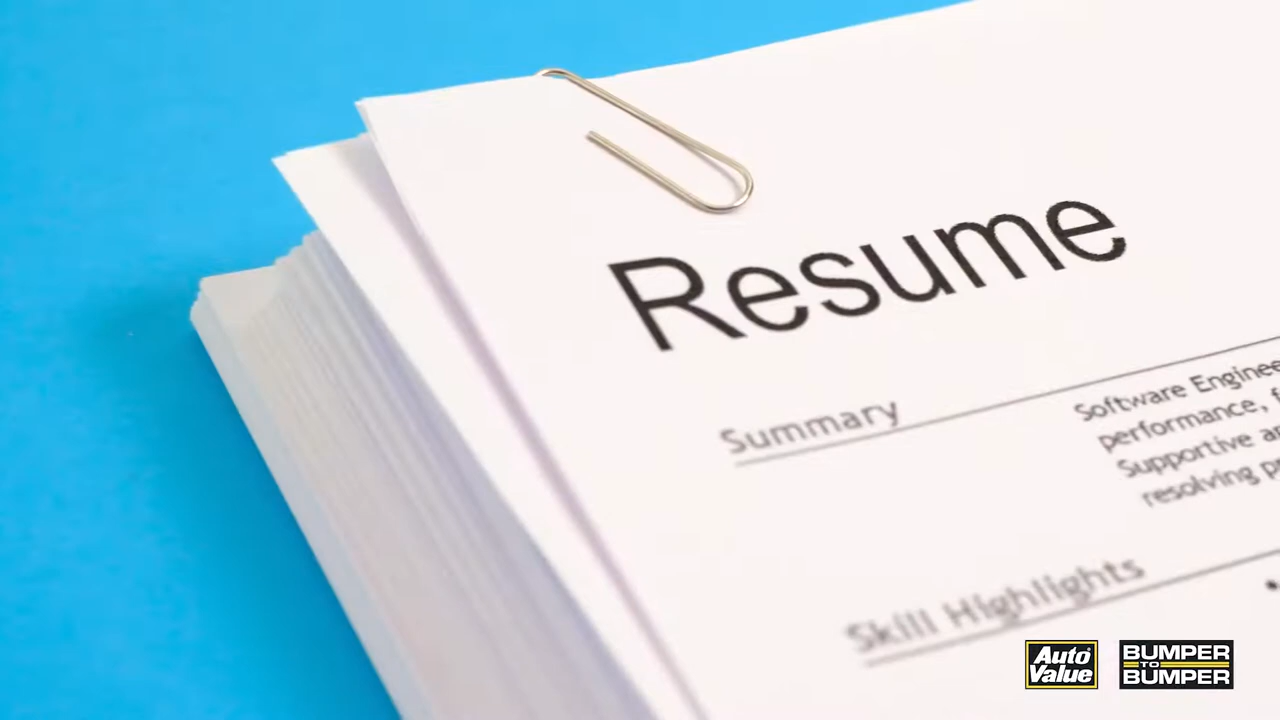 Resume
Summary
Software Enginee
performance, f
Supportive a
resolving p
Skill Highlights
Auto
Value
BUMPER
TO
BUMPER